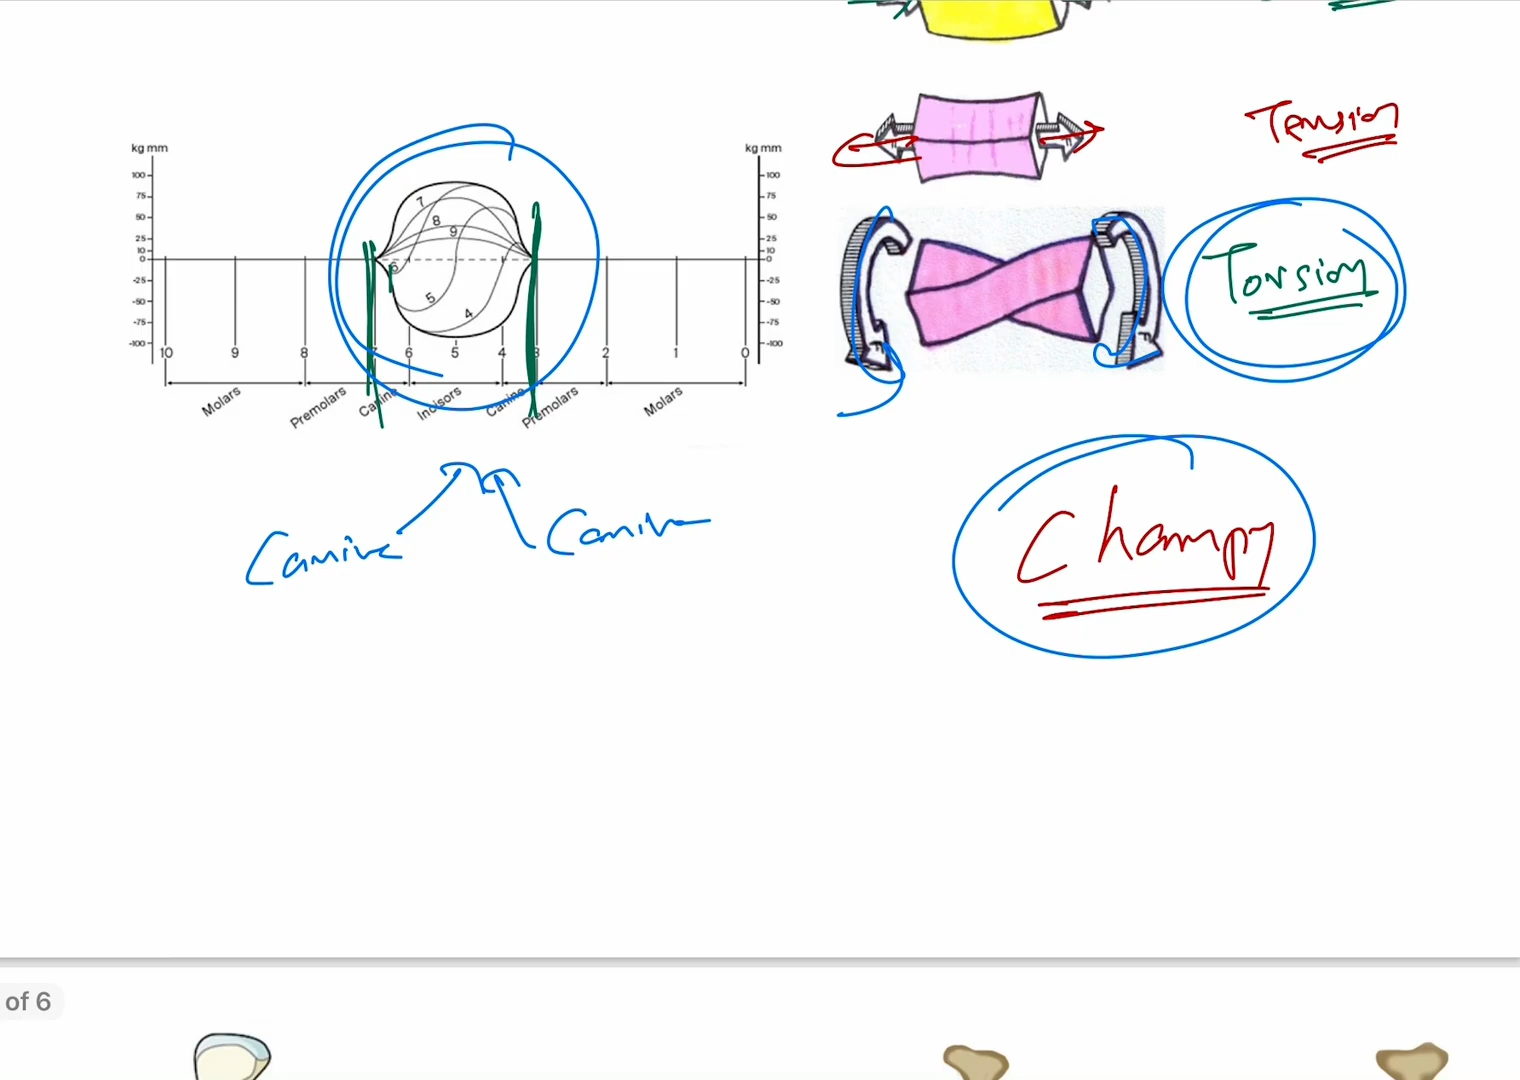 Tension
kg mm
kg mm
100
75
50
25
10
0
-25
-50
-75
-100
100
75
50
25
10
0
-25
-50
-75
-100
7
8
9
6
5
4
Torsion
10 9 8 7 6 5 4 3 2 1 0
Molars Premolars Canine Incisors Canine Premolars Molars
Canine Canine
Champy
of 6